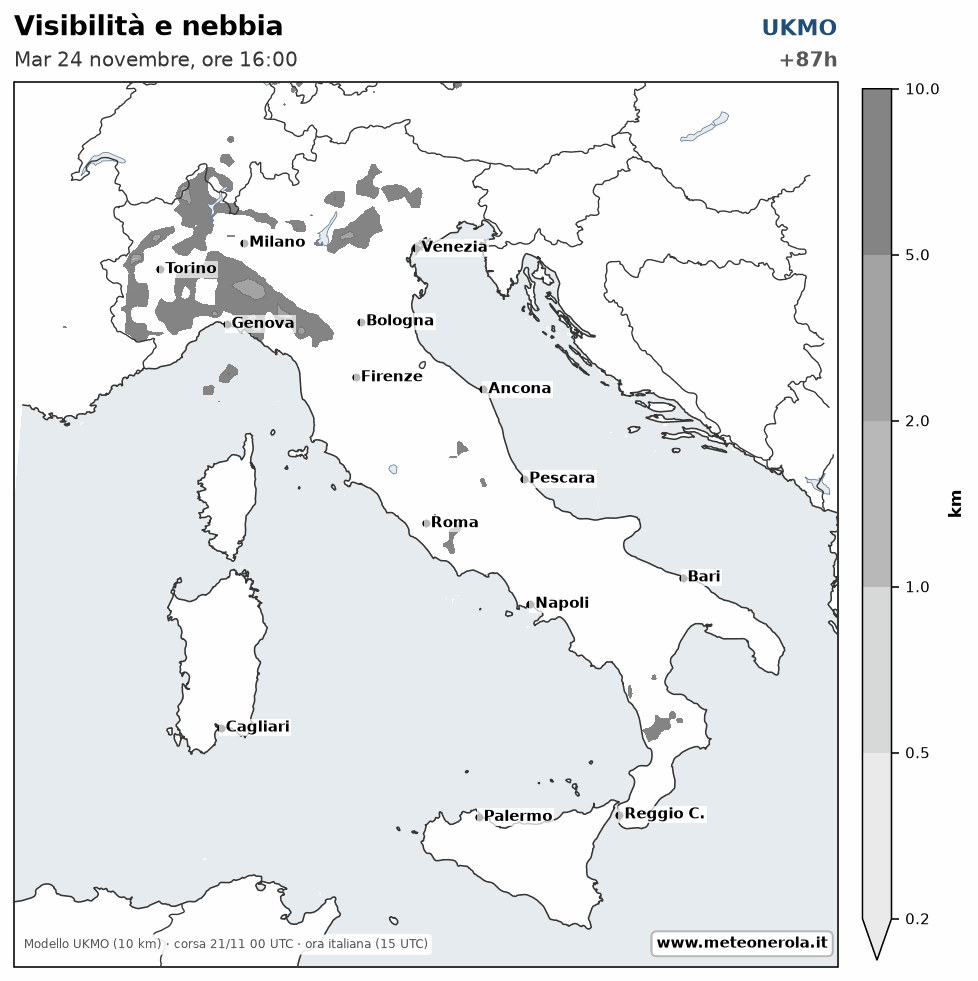 Visibilità e nebbia
UKMO
Mar 24 novembre, ore 16:00
+87h
10.0
5.0
2.0
1.0
0.5
0.2
km
Milano
Venezia
Torino
Genova
Bologna
Firenze
Ancona
Pescara
Roma
Bari
Napoli
Cagliari
Palermo
Reggio C.
Modello UKMO (10 km) · corsa 21/11 00 UTC · ora italiana (15 UTC)
www.meteonerola.it